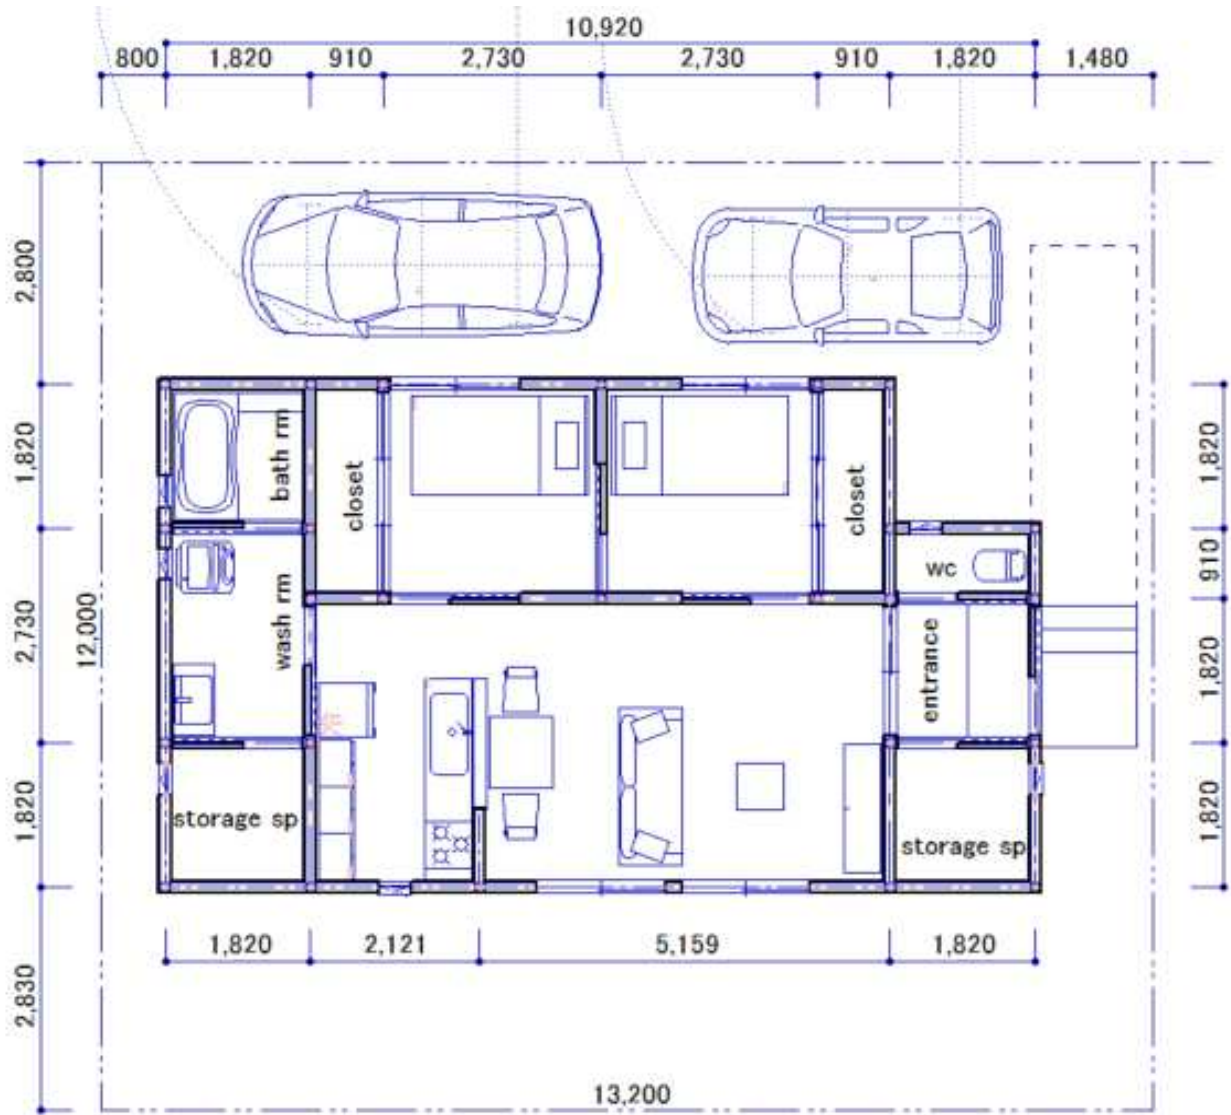 10,920
800 1,820 910 2,730 2,730 910 1,820 1,480
2,800
1,820
2,730
12,000
1,820
2,830
bath rm
closet
closet
wc
wash rm
entrance
storage sp
storage sp
1,820
910
1,820
1,820
1,820 2,121 5,159 1,820
13,200